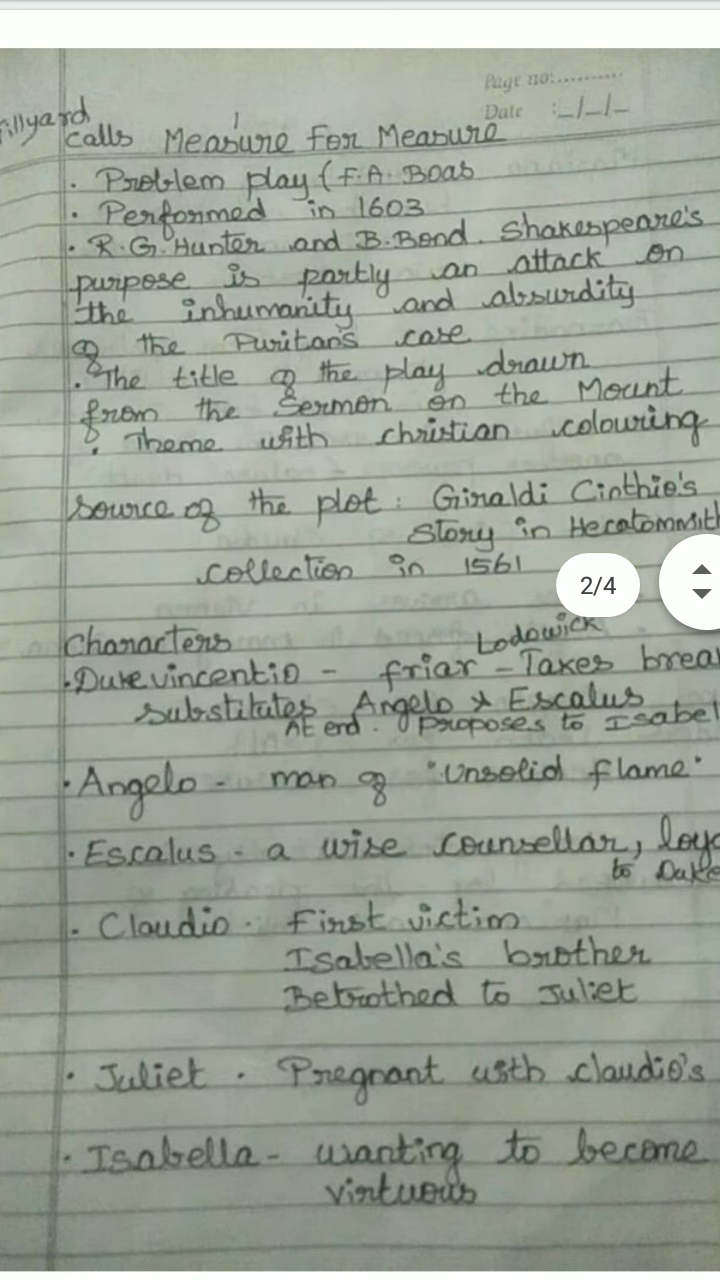 Page no:..........
Date :_/_/_
Tillyard
calls Measure For Measure
. Problem play (F.A. Boas
. Performed in 1603
. R.G. Hunter and B. Bond. Shakespeare's
purpose is partly an attack on
the inhumanity and absurdity
of the Puritan's case
. The title of the play drawn
from the Sermon on the Mount
. Theme with christian colouring
Source of the plot : Giraldi Cinthio's
Story in Hecatommith
collection in 1561
2/4
Characters
Lodowick
. Duke vincentio - friar - Takes brea
substitutes Angelo & Escalus
At end . Proposes to Isabel
. Angelo - man of "unsolid flame"
. Escalus - a wise counsellar, loya
to Duke
. Claudio . First victim
Isabella's brother
Betrothed to Juliet
. Juliet . Pregnant with claudio's
. Isabella - wanting to become
virtuous